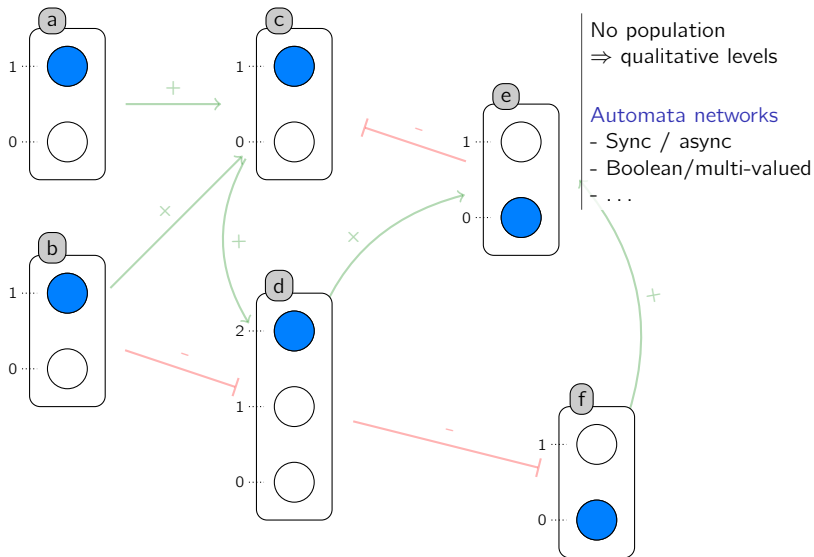 a
1
0
+
c
1
0
No population
⇒ qualitative levels
Automata networks
- Sync / async
- Boolean/multi-valued
- . . .
e
1
0
-
×
b
1
0
-
+
×
d
2
1
0
-
+
f
1
0